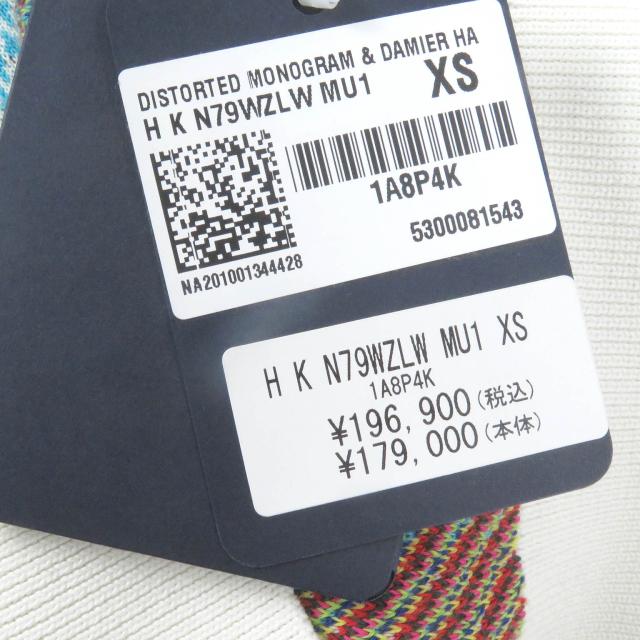 DISTORTED MONOGRAM & DAMIER HA
H K N79WZLW MU1
XS
1A8P4K
5300081543
NA201001344428
H K N79WZLW MU1 XS
1A8P4K
¥196,900(税込)
¥179,000(本体)